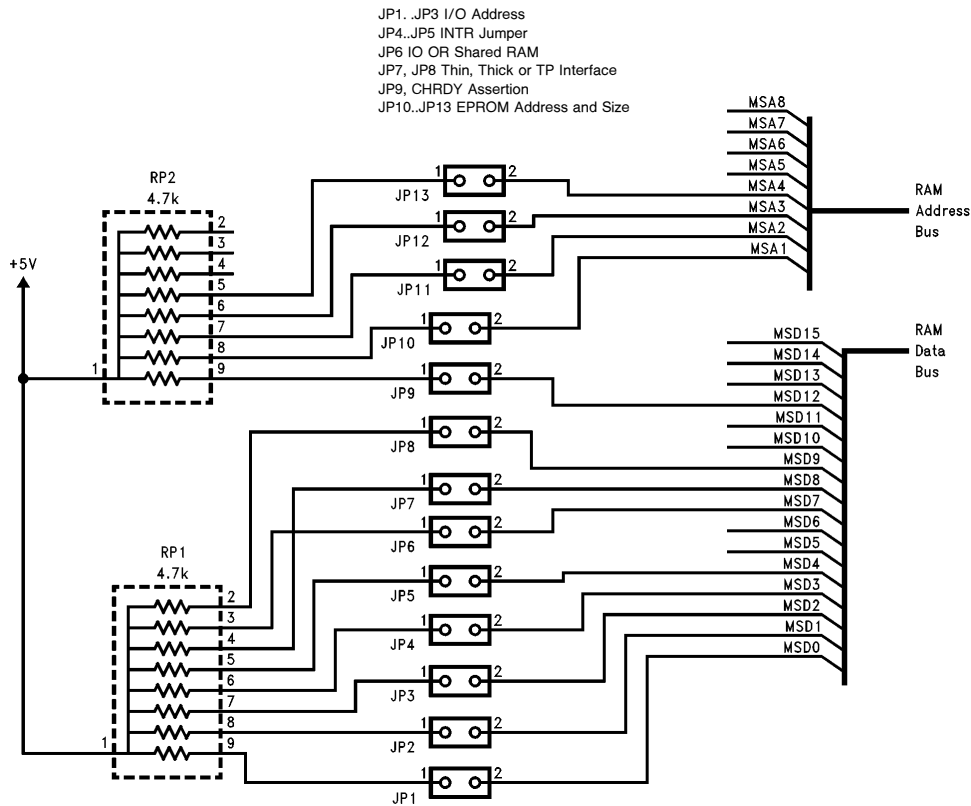 JP1. .JP3 I/O Address
JP4..JP5 INTR Jumper
JP6 IO OR Shared RAM
JP7, JP8 Thin, Thick or TP Interface
JP9, CHRDY Assertion
JP10..JP13 EPROM Address and Size
MSA8
MSA7
MSA6
MSA5
MSA4
MSA3
MSA2
MSA1
RAM
Address
Bus
RP2
4.7k
2
3
4
5
6
7
8
9
1
+5V
1 2
JP13
1 2
JP12
1 2
JP11
1 2
JP10
1 2
JP9
1 2
JP8
1 2
JP7
1 2
JP6
1 2
JP5
1 2
JP4
1 2
JP3
1 2
JP2
1 2
JP1
RAM
Data
Bus
MSD15
MSD14
MSD13
MSD12
MSD11
MSD10
MSD9
MSD8
MSD7
MSD6
MSD5
MSD4
MSD3
MSD2
MSD1
MSD0
RP1
4.7k
2
3
4
5
6
7
8
9
1